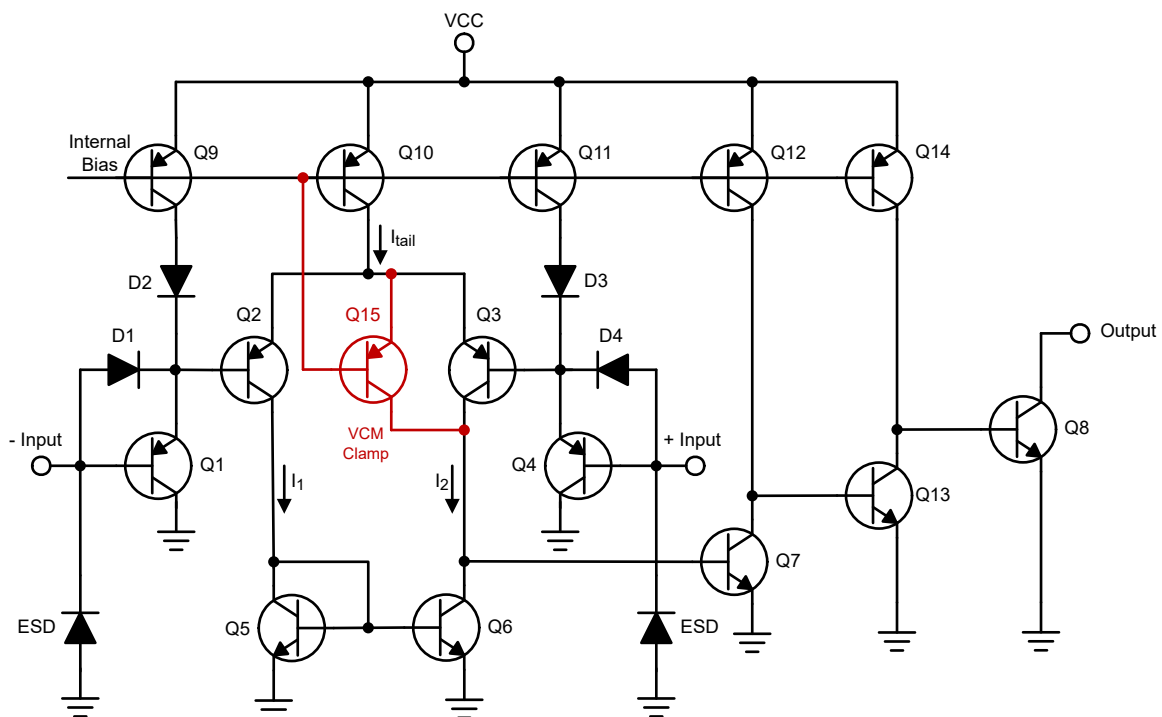 VCC
Internal
Bias
Q9
Q10
Q11
Q12
Q14
Itail
D2
D3
Q2
Q15
Q3
D1
D4
Output
VCM
Clamp
- Input
Q1
Q4
+ Input
Q8
I1
I2
Q13
Q7
ESD
Q5
Q6
ESD